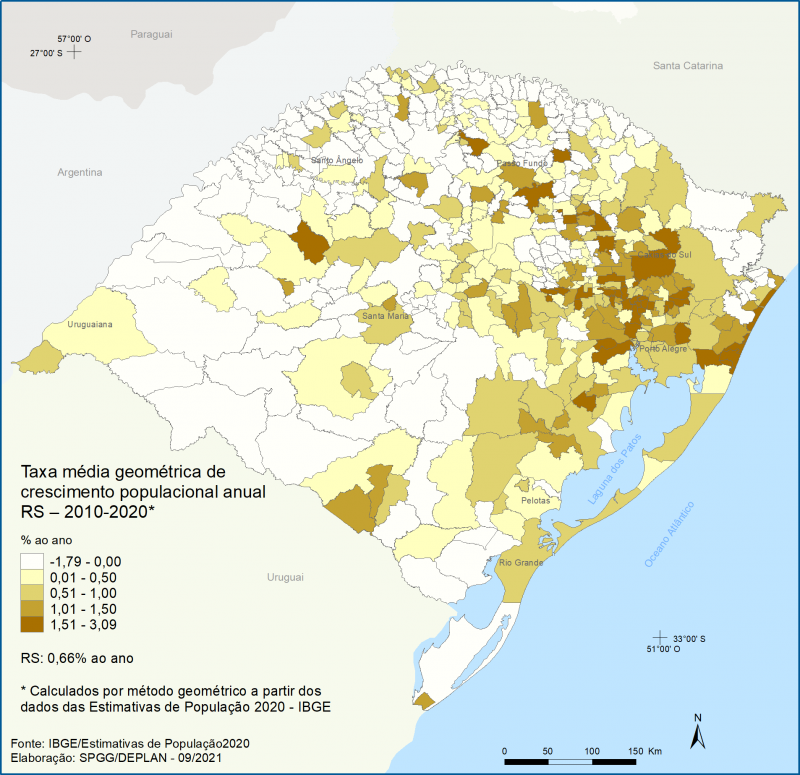 Paraguai
57°00' O
27°00' S
Santa Catarina
Santo Ângelo
Passo Fundo
Argentina
Caxias do Sul
Uruguaiana
Santa Maria
Porto Alegre
Taxa média geométrica de
crescimento populacional anual
RS – 2010-2020*
% ao ano
-1,79 - 0,00
0,01 - 0,50
0,51 - 1,00
1,01 - 1,50
1,51 - 3,09
Laguna dos Patos
Pelotas
Oceano Atlântico
Rio Grande
Uruguai
33°00' S
51°00' O
RS: 0,66% ao ano
* Calculados por método geométrico a partir dos
dados das Estimativas de População 2020 - IBGE
N
Fonte: IBGE/Estimativas de População2020
Elaboração: SPGG/DEPLAN - 09/2021
0 50 100 150 Km